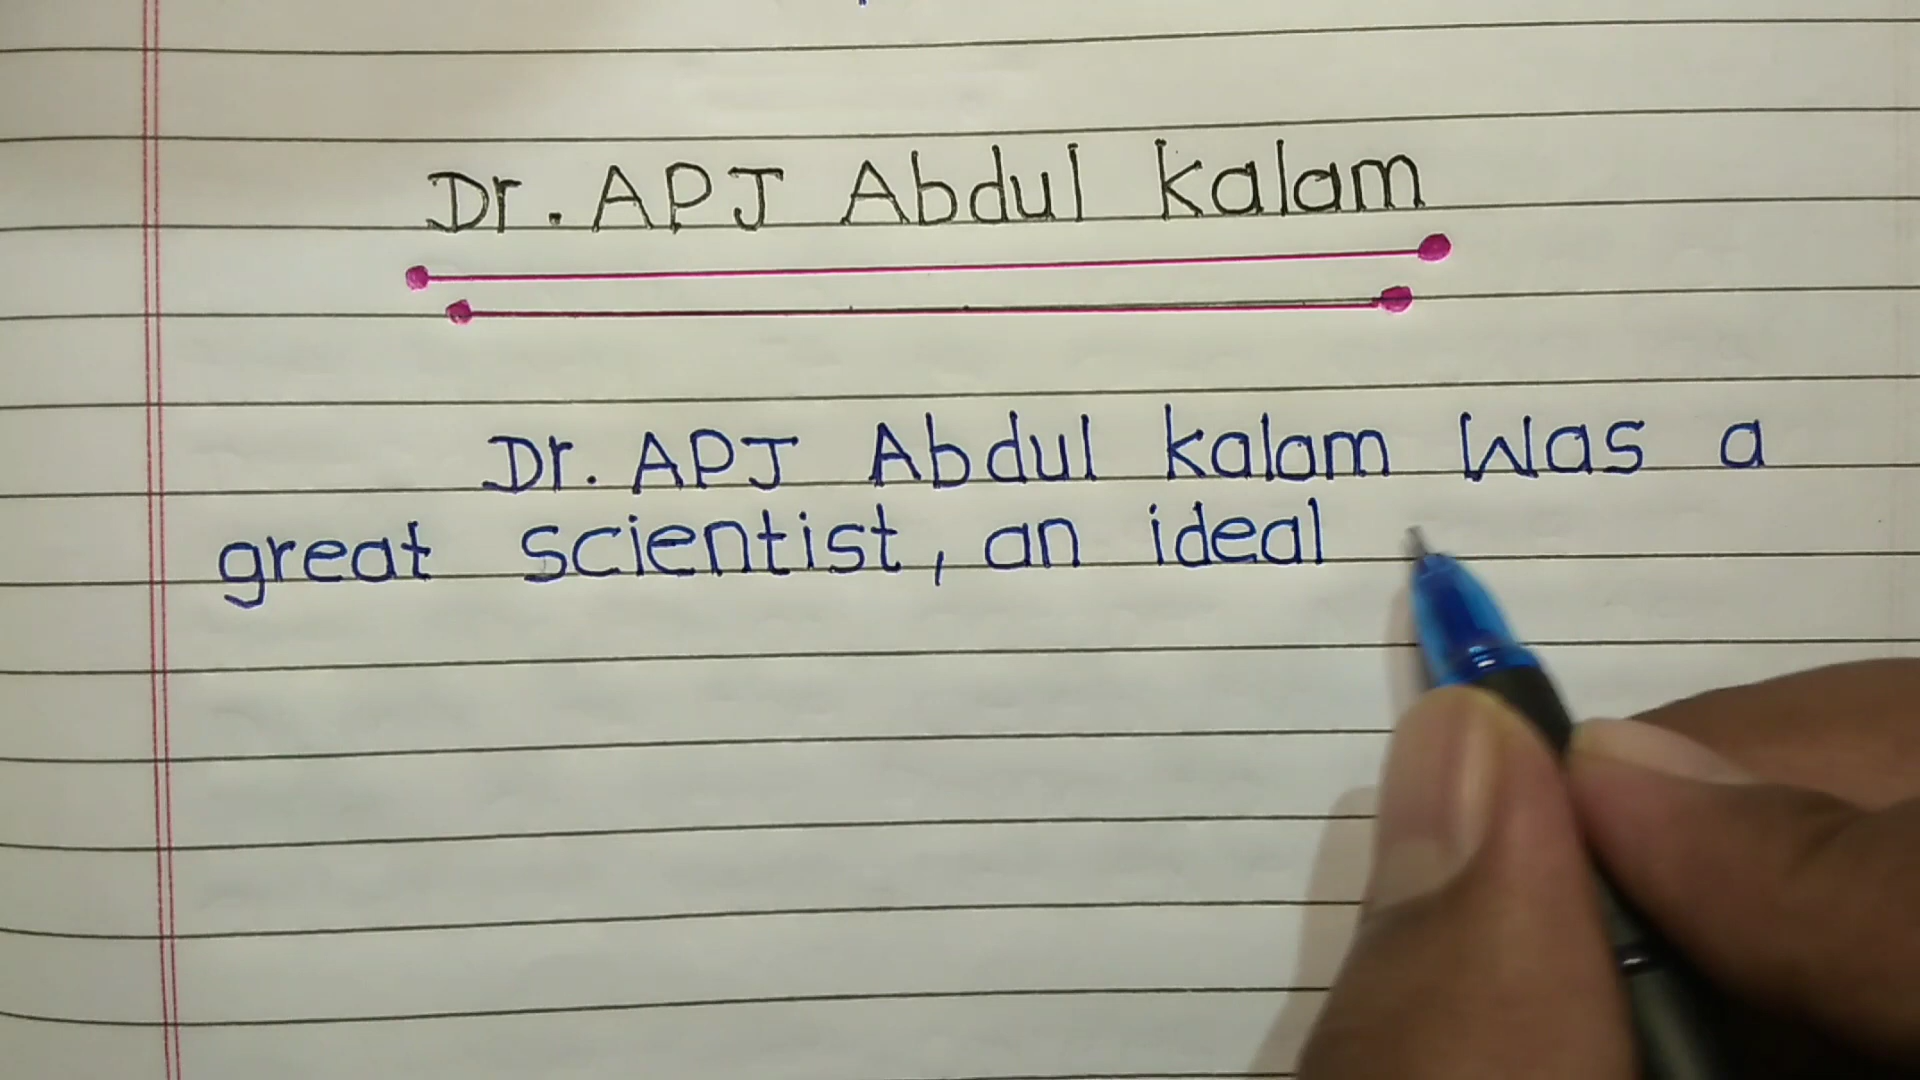 Dr. APJ Abdul Kalam
Dr. APJ Abdul Kalam Was a
great scientist, an ideal